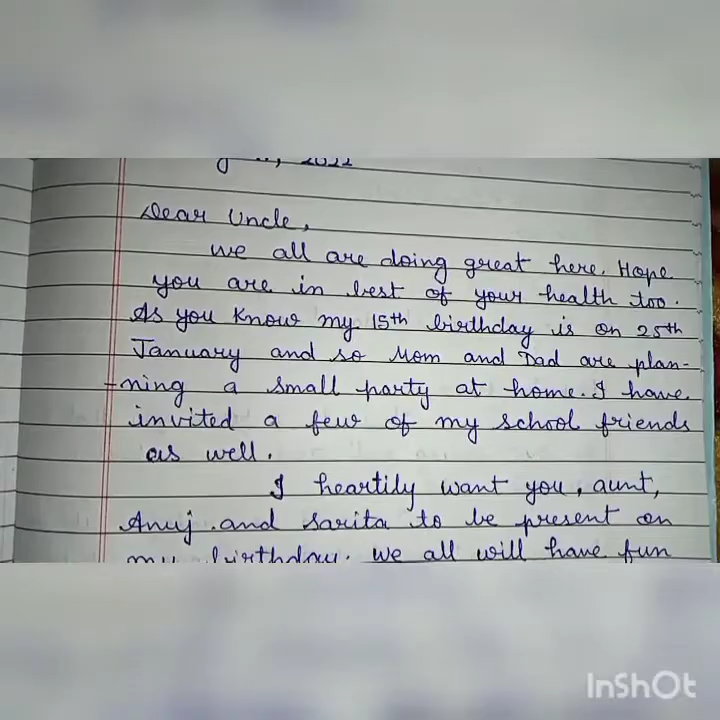 2022
Dear Uncle,
We all are doing great here. Hope
you are in best of your health too.
As you know my 15th birthday is on 25th
January and so Mom and Dad are plan-
-ning a small party at home. I have
invited a few of my school friends
as well.
I heartily want you, aunt,
Anuj and Sarita to be present on
my birthday. We all will have fun
InShOt